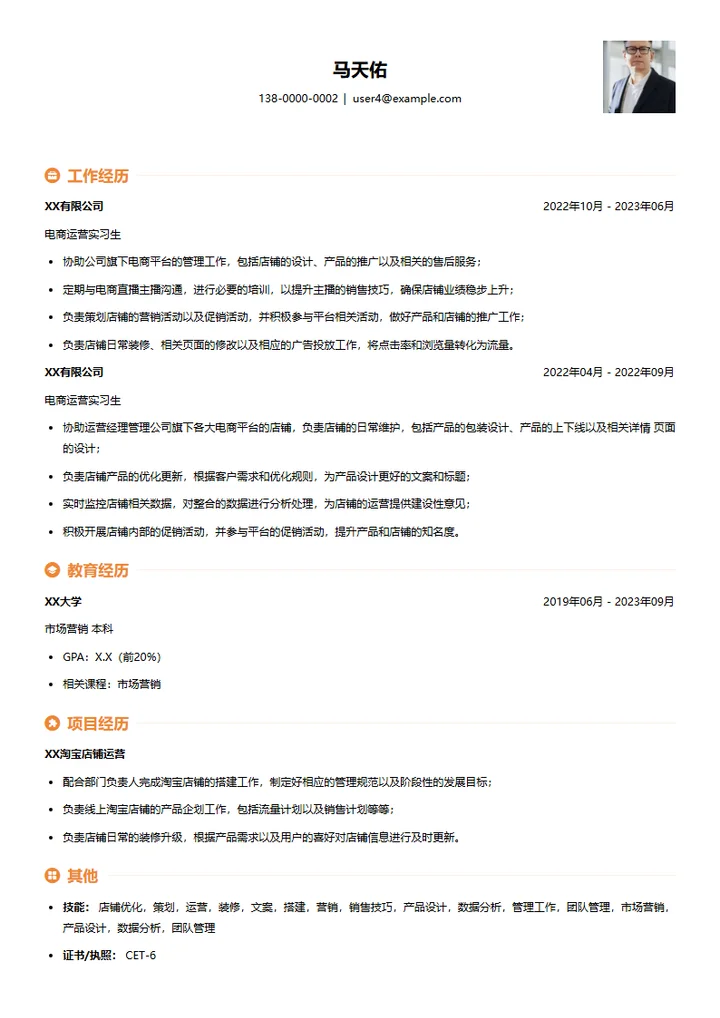 马天佑
138-0000-0002 | user4@example.com
工作经历
XX有限公司 2022年10月 - 2023年06月
电商运营实习生
• 协助公司旗下电商平台的管理工作，包括店铺的设计、产品的推广以及相关的售后服务；
• 定期与电商直播主播沟通，进行必要的培训，以提升主播的销售技巧，确保店铺业绩稳步上升；
• 负责策划店铺的营销活动以及促销活动，并积极参与平台相关活动，做好产品和店铺的推广工作；
• 负责店铺日常装修、相关页面的修改以及相应的广告投放工作，将点击率和浏览量转化为流量。
XX有限公司 2022年04月 - 2022年09月
电商运营实习生
• 协助运营经理管理公司旗下各大电商平台的店铺，负责店铺的日常维护，包括产品的包装设计、产品的上下线以及相关详情 页面
的设计；
• 负责店铺产品的优化更新，根据客户需求和优化规则，为产品设计更好的文案和标题；
• 实时监控店铺相关数据，对整合的数据进行分析处理，为店铺的运营提供建设性意见；
• 积极开展店铺内部的促销活动，并参与平台的促销活动，提升产品和店铺的知名度。
教育经历
XX大学 2019年06月 - 2023年09月
市场营销 本科
• GPA：X.X（前20%）
• 相关课程：市场营销
项目经历
XX淘宝店铺运营
• 配合部门负责人完成淘宝店铺的搭建工作，制定好相应的管理规范以及阶段性的发展目标；
• 负责线上淘宝店铺的产品企划工作，包括流量计划以及销售计划等等；
• 负责店铺日常的装修升级，根据产品需求以及用户的喜好对店铺信息进行及时更新。
其他
• 技能： 店铺优化，策划，运营，装修，文案，搭建，营销，销售技巧，产品设计，数据分析，管理工作，团队管理，市场营销，
产品设计，数据分析，团队管理
• 证书/执照： CET-6